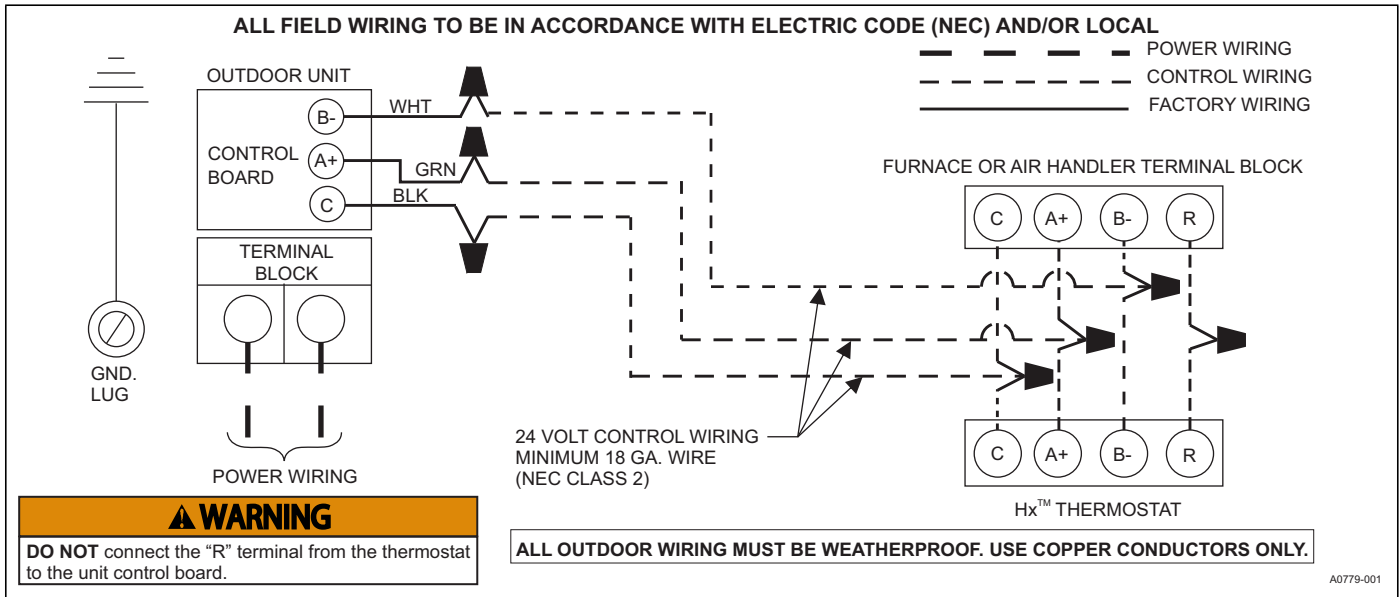 ALL FIELD WIRING TO BE IN ACCORDANCE WITH ELECTRIC CODE (NEC) AND/OR LOCAL
POWER WIRING
CONTROL WIRING
FACTORY WIRING
OUTDOOR UNIT
B-
WHT
CONTROL
BOARD
A+
GRN
C
BLK
TERMINAL
BLOCK
GND.
LUG
POWER WIRING
FURNACE OR AIR HANDLER TERMINAL BLOCK
C A+ B- R
24 VOLT CONTROL WIRING
MINIMUM 18 GA. WIRE
(NEC CLASS 2)
C A+ B- R
Hx™ THERMOSTAT
WARNING
DO NOT connect the “R” terminal from the thermostat
to the unit control board.
ALL OUTDOOR WIRING MUST BE WEATHERPROOF. USE COPPER CONDUCTORS ONLY.
A0779-001